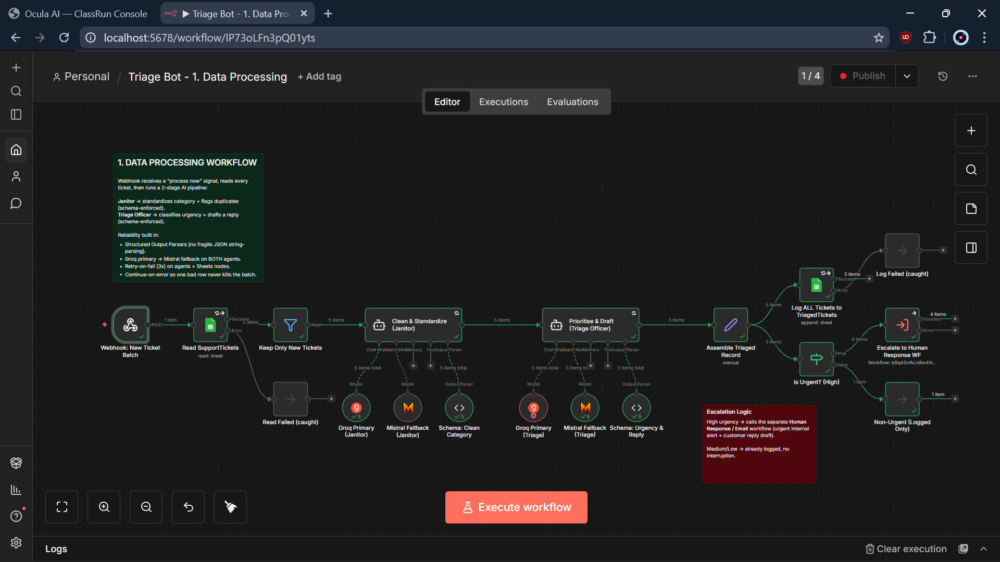 Ocula AI — ClassRun Console
▶ Triage Bot - 1. Data Pro
localhost:5678/workflow/lP73oLFn3pQ01yts
Personal / Triage Bot - 1. Data Processing + Add tag
1 / 4
Publish
Editor
Executions
Evaluations
1. DATA PROCESSING WORKFLOW
Webhook receives a "process now" signal, reads every
ticket, then runs a 2-stage AI pipeline:
Janitor → standardizes category + flags duplicates
(schema-enforced).
Triage Officer → classifies urgency + drafts a reply
(schema-enforced).
Reliability built in:
• Structured Output Parsers (no fragile JSON string-
parsing).
• Groq primary → Mistral fallback on BOTH agents.
• Retry-on-fail (3x) on agents + Sheets nodes.
• Continue-on-error so one bad row never kills the batch.
POST
1 item
Webhook: New Ticket
Batch
Success
5 items
Error
Read SupportTickets
read: sheet
Kept
5 items
Keep Only New Tickets
Read Failed (caught)
Clean & Standardize
(Janitor)
5 items
Chat M
Fallback Mo
Memory
Too
Output Parser
5 items total
5 items total
Model
Model
Output Parser
5
5
Groq Primary
(Janitor)
Mistral Fallback
(Janitor)
Schema: Clean
Category
Prioritise & Draft
(Triage Officer)
5 items
Chat M
Fallback Mo
Memory
Too
Output Parser
5 items total
5 items to
5 items total
Model
Model
Output Parser
5
5
Groq Primary
(Triage)
Mistral Fallback
(Triage)
Schema: Urgency &
Reply
Assemble Triaged
Record
manual
5 items
5 items
5 items
Success
Error
Log ALL Tickets to
TriagedTickets
append: sheet
Log Failed (caught)
true
false
Is Urgent? (High)
4 items
1 item
4 items
Success
Error
Escalate to Human
Response WF
Workflow: bBqASnlNJx8w4N...
1 item
Non-Urgent (Logged
Only)
Escalation Logic
High urgency → calls the separate Human
Response / Email workflow (urgent internal
alert + customer reply draft).
Medium/Low → already logged, no
interruption.
Execute workflow
Logs
Clear execution